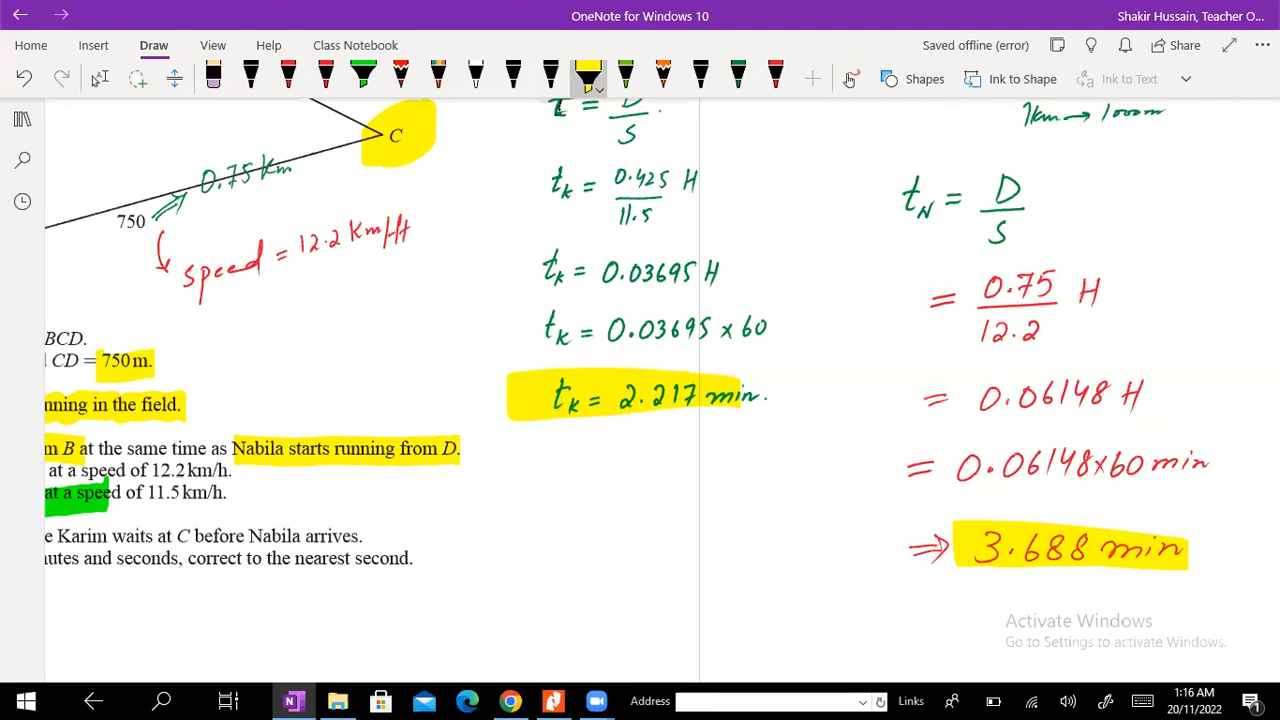 OneNote for Windows 10
Shakir Hussain, Teacher O...
Home Insert Draw View Help Class Notebook
Saved offline (error) Share
Shapes Ink to Shape Ink to Text
C
0.75 Km
750
speed = 12.2 Km/H
BCD.
CD = 750 m.
nning in the field.
m B at the same time as Nabila starts running from D.
at a speed of 12.2 km/h.
at a speed of 11.5 km/h.
e Karim waits at C before Nabila arrives.
nutes and seconds, correct to the nearest second.
t = D/S .
tK = 0.425/11.5 H
tK = 0.03695 H
tK = 0.03695 × 60
tK = 2.217 min.
1km → 1000m
tN = D/S
= 0.75/12.2 H
= 0.06148 H
= 0.06148×60 min
⇒ 3.688 min
Activate Windows
Go to Settings to activate Windows.
Address Links
1:16 AM
20/11/2022
1